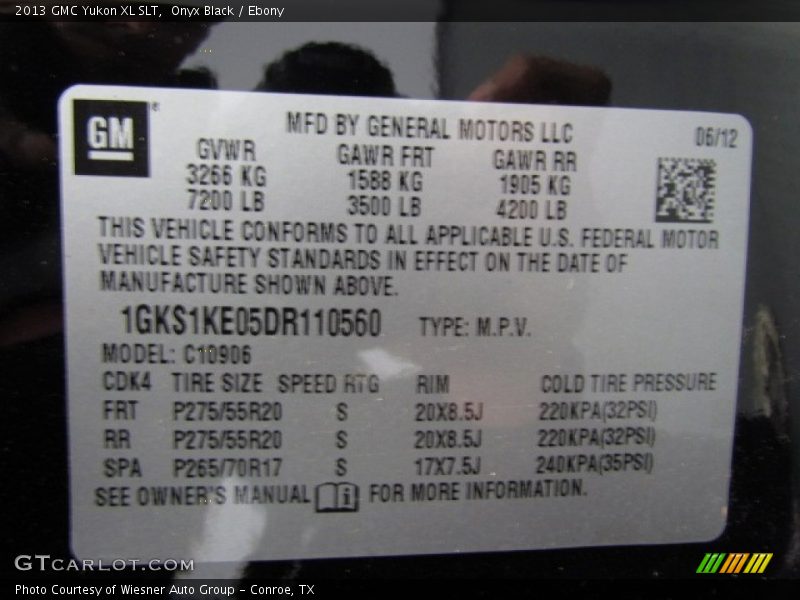 2013 GMC Yukon XL SLT,  Onyx Black / Ebony
GM
MFD BY GENERAL MOTORS LLC
06/12
GVWR GAWR FRT GAWR RR
3266 KG 1588 KG 1905 KG
7200 LB 3500 LB 4200 LB
THIS VEHICLE CONFORMS TO ALL APPLICABLE U.S. FEDERAL MOTOR
VEHICLE SAFETY STANDARDS IN EFFECT ON THE DATE OF
MANUFACTURE SHOWN ABOVE.
1GKS1KE05DR110560 TYPE: M.P.V.
MODEL: C10906
CDK4 TIRE SIZE SPEED RTG RIM COLD TIRE PRESSURE
FRT P275/55R20 S 20X8.5J 220KPA(32PSI)
RR P275/55R20 S 20X8.5J 220KPA(32PSI)
SPA P265/70R17 S 17X7.5J 240KPA(35PSI)
SEE OWNER'S MANUAL i FOR MORE INFORMATION.
GTCARLOT.COM
Photo Courtesy of Wiesner Auto Group - Conroe, TX